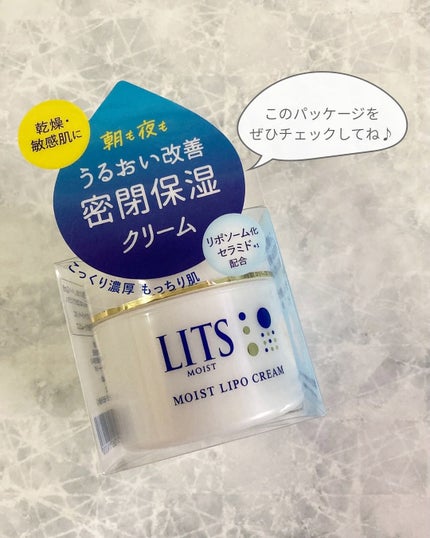 乾燥・
敏感肌に
朝も夜も
うるおい改善
密閉保湿
クリーム
このパッケージを
ぜひチェックしてね♪
リポソーム化
セラミド*1
配合
こっくり濃厚 もっちり肌
LITS
MOIST
MOIST LIPO CREAM